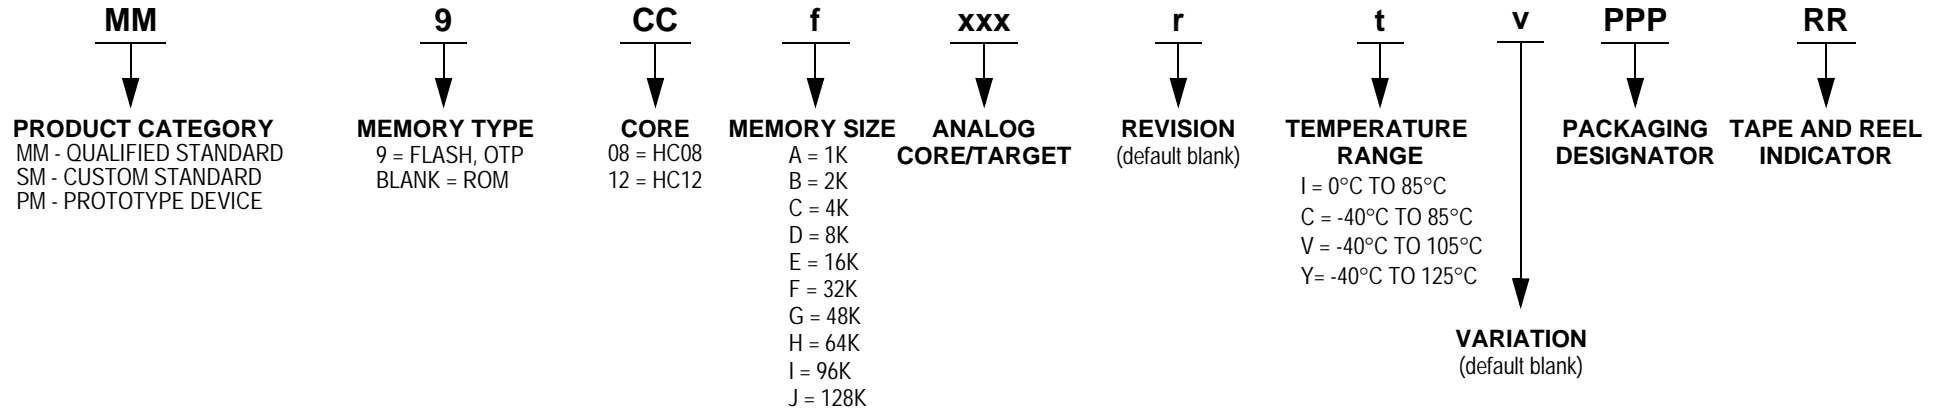 MM 9 CC f xxx r t v PPP RR
PRODUCT CATEGORY
MM - QUALIFIED STANDARD
SM - CUSTOM STANDARD
PM - PROTOTYPE DEVICE
MEMORY TYPE
9 = FLASH, OTP
BLANK = ROM
CORE
08 = HC08
12 = HC12
MEMORY SIZE
A = 1K
B = 2K
C = 4K
D = 8K
E = 16K
F = 32K
G = 48K
H = 64K
I = 96K
J = 128K
ANALOG
CORE/TARGET
REVISION
(default blank)
TEMPERATURE
RANGE
I = 0°C TO 85°C
C = -40°C TO 85°C
V = -40°C TO 105°C
Y= -40°C TO 125°C
VARIATION
(default blank)
PACKAGING
DESIGNATOR
TAPE AND REEL
INDICATOR